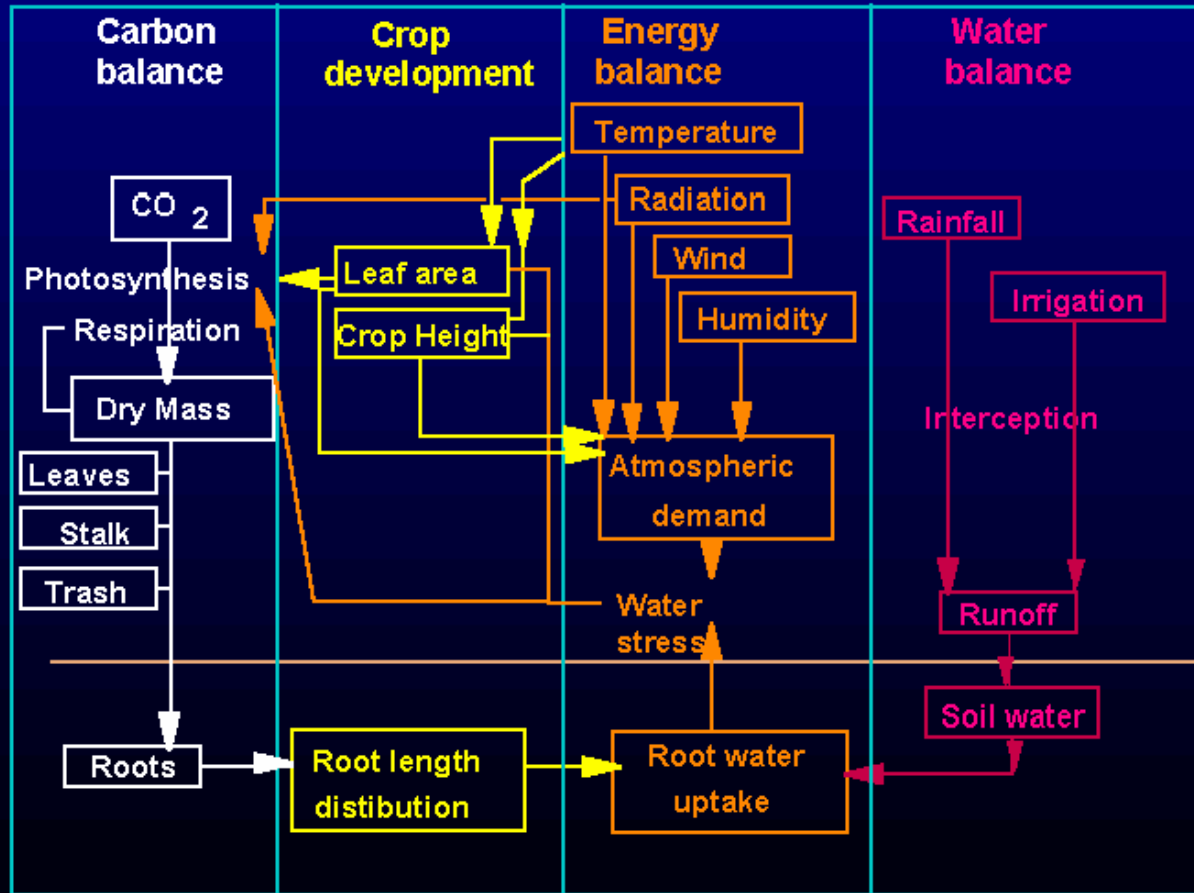 Carbon
balance
Crop
development
Energy
balance
Water
balance
Temperature
CO 2
Radiation
Rainfall
Photosynthesis
Leaf area
Wind
Irrigation
Respiration
Crop Height
Humidity
Dry Mass
Interception
Leaves
Atmospheric
demand
Stalk
Trash
Water
stress
Runoff
Soil water
Roots
Root length
distibution
Root water
uptake